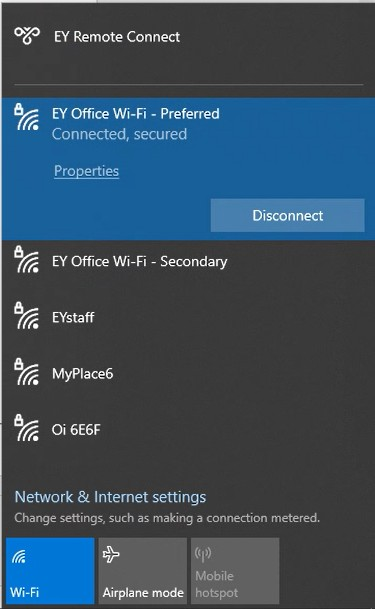 EY Remote Connect
EY Office Wi-Fi - Preferred
Connected, secured
Properties
Disconnect
EY Office Wi-Fi - Secondary
EYstaff
MyPlace6
Oi 6E6F
Network & Internet settings
Change settings, such as making a connection metered.
Wi-Fi
Airplane mode
Mobile
hotspot